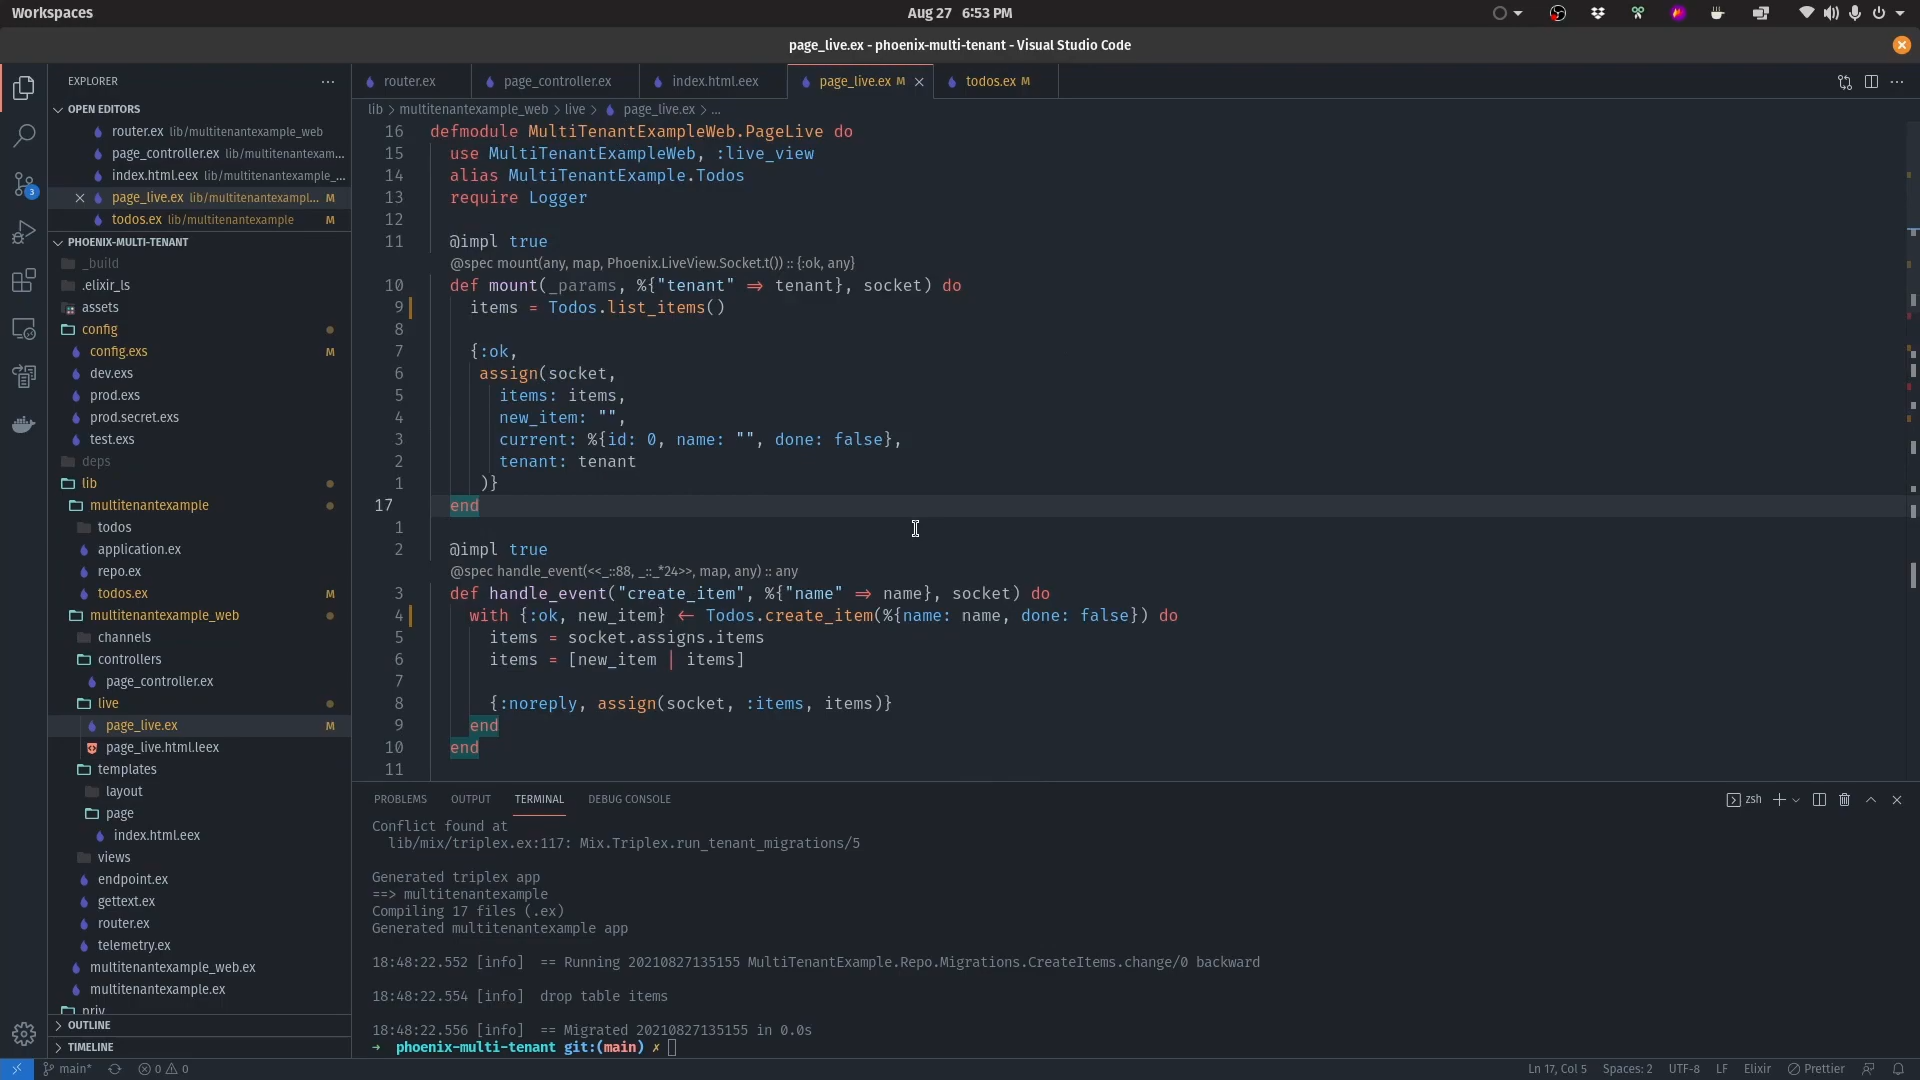 Workspaces
Aug 27 6:53 PM
page_live.ex - phoenix-multi-tenant - Visual Studio Code
EXPLORER
OPEN EDITORS
router.ex lib/multitenantexample_web
page_controller.ex lib/multitenantexam...
index.html.eex lib/multitenantexample_...
page_live.ex lib/multitenantexampl... M
todos.ex lib/multitenantexample M
PHOENIX-MULTI-TENANT
_build
.elixir_ls
assets
config
config.exs M
dev.exs
prod.exs
prod.secret.exs
test.exs
deps
lib
multitenantexample
todos
application.ex
repo.ex
todos.ex M
multitenantexample_web
channels
controllers
page_controller.ex
live
page_live.ex M
page_live.html.leex
templates
layout
page
index.html.eex
views
endpoint.ex
gettext.ex
router.ex
telemetry.ex
multitenantexample_web.ex
multitenantexample.ex
priv
OUTLINE
TIMELINE
3
router.ex page_controller.ex index.html.eex page_live.ex M todos.ex M
lib > multitenantexample_web > live > page_live.ex > ...
16 defmodule MultiTenantExampleWeb.PageLive do
15 use MultiTenantExampleWeb, :live_view
14 alias MultiTenantExample.Todos
13 require Logger
12
11 @impl true
@spec mount(any, map, Phoenix.LiveView.Socket.t()) :: {:ok, any}
10 def mount(_params, %{"tenant" => tenant}, socket) do
9 items = Todos.list_items()
8
7 {:ok,
6 assign(socket,
5 items: items,
4 new_item: "",
3 current: %{id: 0, name: "", done: false},
2 tenant: tenant
1 )}
17 end
1
2 @impl true
@spec handle_event(<<_::88, _::_*24>>, map, any) :: any
3 def handle_event("create_item", %{"name" => name}, socket) do
4 with {:ok, new_item} <- Todos.create_item(%{name: name, done: false}) do
5 items = socket.assigns.items
6 items = [new_item | items]
7
8 {:noreply, assign(socket, :items, items)}
9 end
10 end
11
PROBLEMS OUTPUT TERMINAL DEBUG CONSOLE
zsh
Conflict found at
lib/mix/triplex.ex:117: Mix.Triplex.run_tenant_migrations/5
Generated triplex app
==> multitenantexample
Compiling 17 files (.ex)
Generated multitenantexample app
18:48:22.552 [info] == Running 20210827135155 MultiTenantExample.Repo.Migrations.CreateItems.change/0 backward
18:48:22.554 [info] drop table items
18:48:22.556 [info] == Migrated 20210827135155 in 0.0s
→ phoenix-multi-tenant git:(main) ✗
main* 0 0 Ln 17, Col 5 Spaces: 2 UTF-8 LF Elixir Prettier